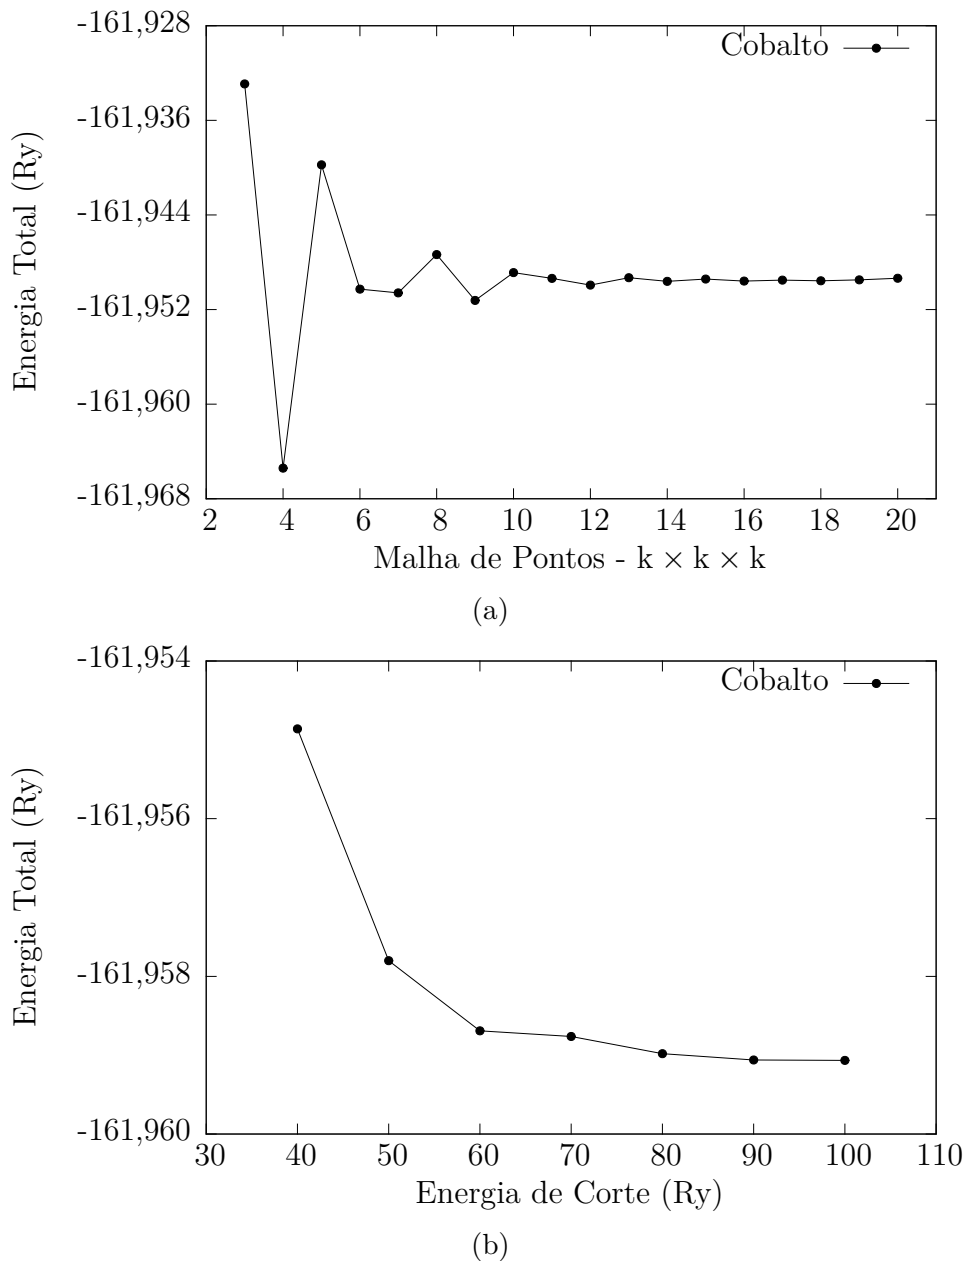 -161,928
-161,936
-161,944
-161,952
-161,960
-161,968
Energia Total (Ry)
Cobalto
2 4 6 8 10 12 14 16 18 20
Malha de Pontos - k × k × k
(a)
-161,954
-161,956
-161,958
-161,960
Energia Total (Ry)
Cobalto
30 40 50 60 70 80 90 100 110
Energia de Corte (Ry)
(b)